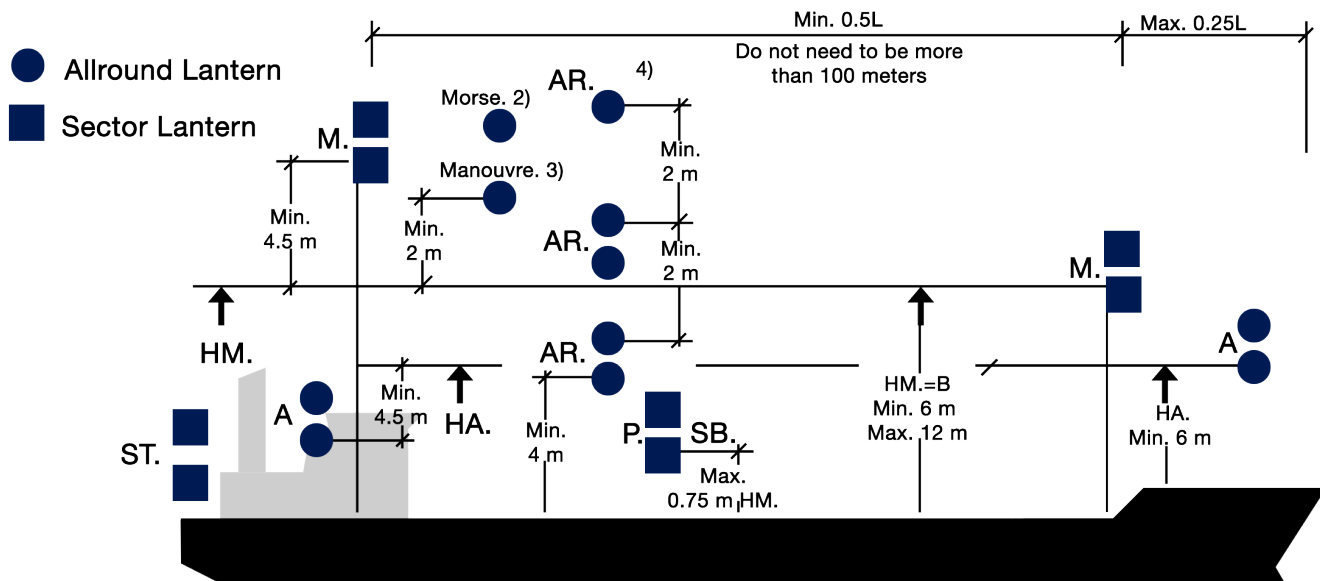 Min. 0.5L
Max. 0.25L
Do not need to be more
than 100 meters
Allround Lantern
Sector Lantern
4)
AR.
Morse. 2)
M.
Min.
2 m
Manouvre. 3)
Min.
4.5 m
Min.
2 m
AR.
Min.
2 m
M.
HM.
AR.
A
HM.=B
Min. 6 m
Max. 12 m
A
Min.
4.5 m
HA.
Min.
4 m
P.
SB.
HA.
Min. 6 m
ST.
Max.
0.75 m HM.